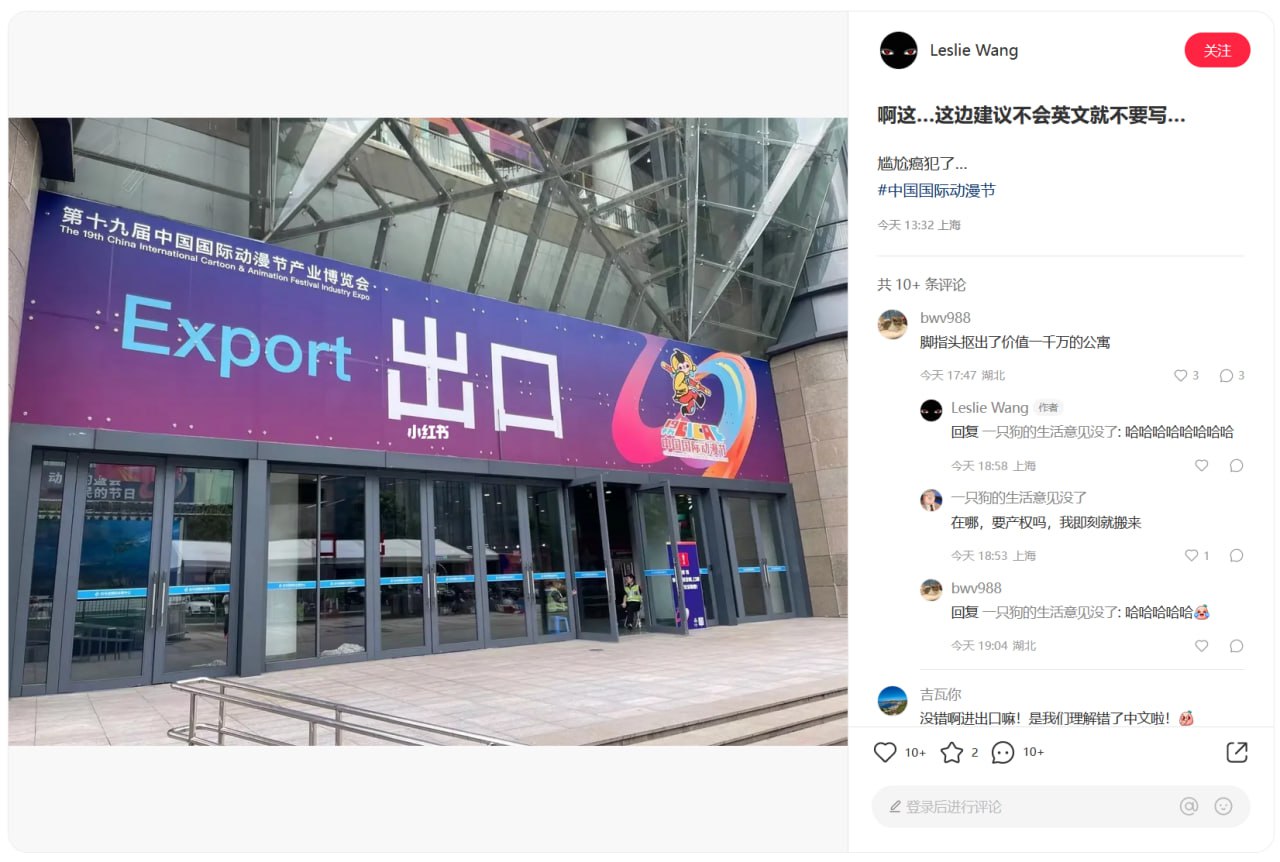 第十九届中国国际动漫节产业博览会
The 19th China International Cartoon & Animation Festival Industry Expo
Export 出口
小红书
中国国际动漫节
民的节日
Leslie Wang
关注
啊这...这边建议不会英文就不要写...
尴尬癌犯了...
#中国国际动漫节
今天 13:32 上海
共 10+ 条评论
bwv988
脚指头抠出了价值一千万的公寓
今天 17:47 湖北
3 3
Leslie Wang 作者
回复 一只狗的生活意见没了: 哈哈哈哈哈哈哈哈
今天 18:58 上海
一只狗的生活意见没了
在哪，要产权吗，我即刻就搬来
今天 18:53 上海
1
bwv988
回复 一只狗的生活意见没了: 哈哈哈哈哈
今天 19:04 湖北
吉瓦你
没错啊进出口嘛！是我们理解错了中文啦！
10+ 2 10+
登录后进行评论